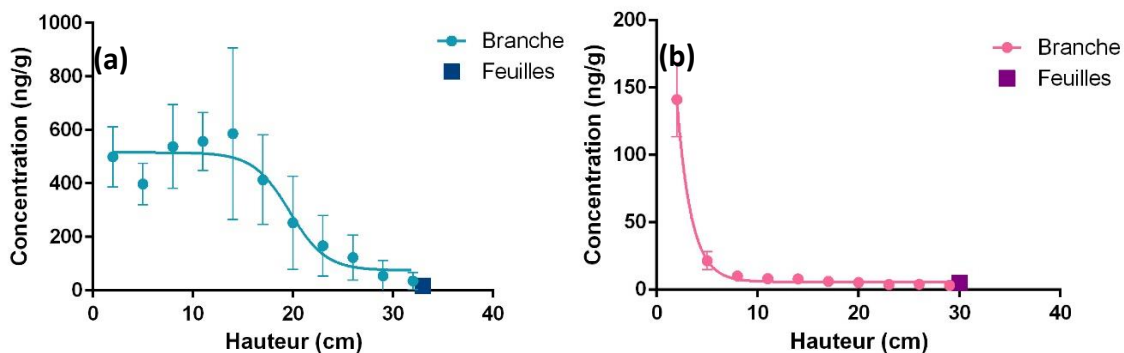 1000
800
600
400
200
0
0
10
20
30
40
Concentration (ng/g)
Hauteur (cm)
(a)
Branche
Feuilles
200
150
100
50
0
0
10
20
30
40
Concentration (ng/g)
Hauteur (cm)
(b)
Branche
Feuilles